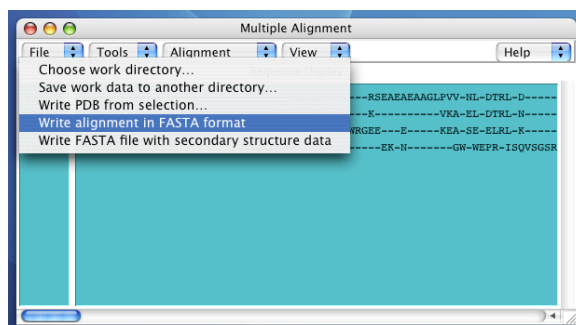 Multiple Alignment
File Tools Alignment View Help
Choose work directory...
Save work data to another directory...
Write PDB from selection...
Write alignment in FASTA format
Write FASTA file with secondary structure data
--RSEAEAEAAGLPVV-NL-DTRL-D-----
--K-------VKA-EL-DTRL-N-----
WRGEE---E-----KEA-SE-ELRL-K-----
----EK-N-------GW-WEPR-ISQVSGSR